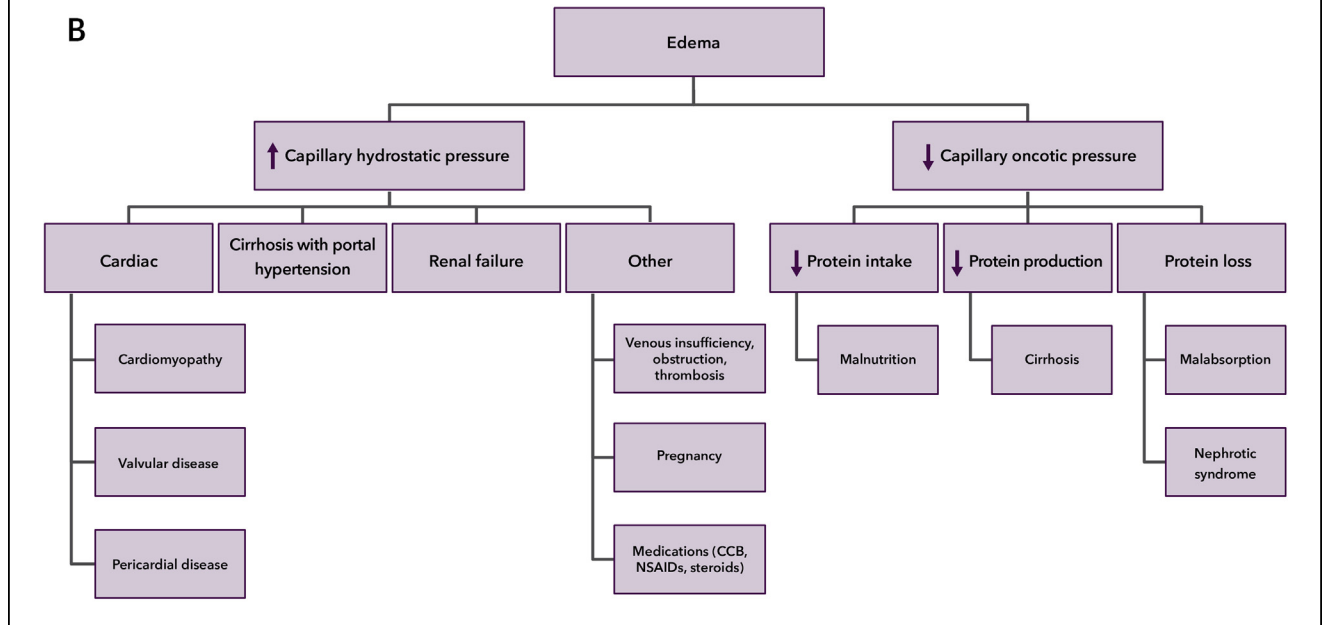 B
Edema
↑ Capillary hydrostatic pressure
↓ Capillary oncotic pressure
Cardiac
Cirrhosis with portal
hypertension
Renal failure
Other
↓ Protein intake
↓ Protein production
Protein loss
Cardiomyopathy
Valvular disease
Pericardial disease
Venous insufficiency,
obstruction,
thrombosis
Pregnancy
Medications (CCB,
NSAIDs, steroids)
Malnutrition
Cirrhosis
Malabsorption
Nephrotic
syndrome